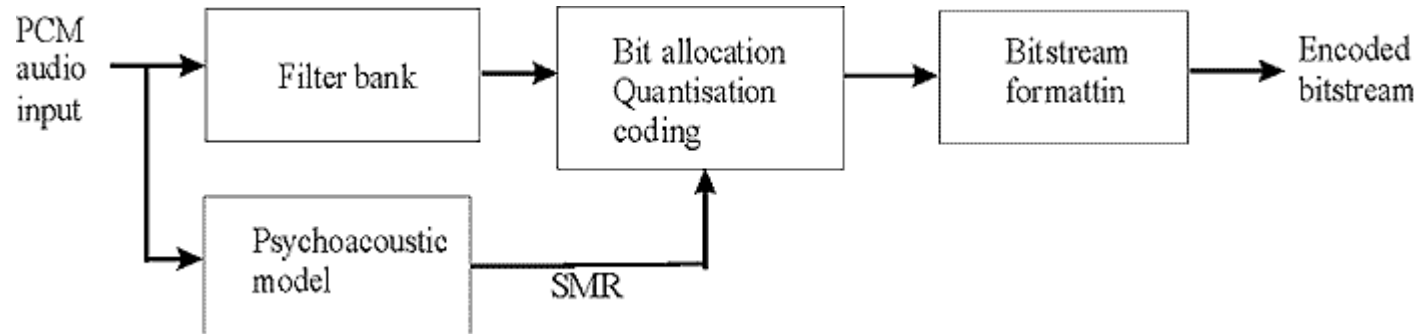 PCM
audio
input
Filter bank
Bit allocation
Quantisation
coding
Bitstream
formattin
Encoded
bitstream
Psychoacoustic
model
SMR